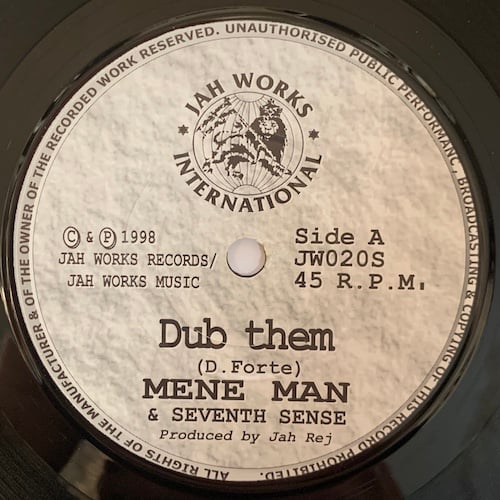 ALL RIGHTS OF THE MANUFACTURER & OF THE OWNER OF THE RECORDED WORK RESERVED. UNAUTHORISED PUBLIC PERFORMANC, BROADCASTING & COPYING OF THIS RECORD PROHIBITED.
JAH WORKS
INTERNATIONAL
Ⓒ & Ⓟ 1998
JAH WORKS RECORDS/
JAH WORKS MUSIC
Side A
JW020S
45 R.P.M.
Dub them
(D.Forte)
MENE MAN
& SEVENTH SENSE
Produced by Jah Rej